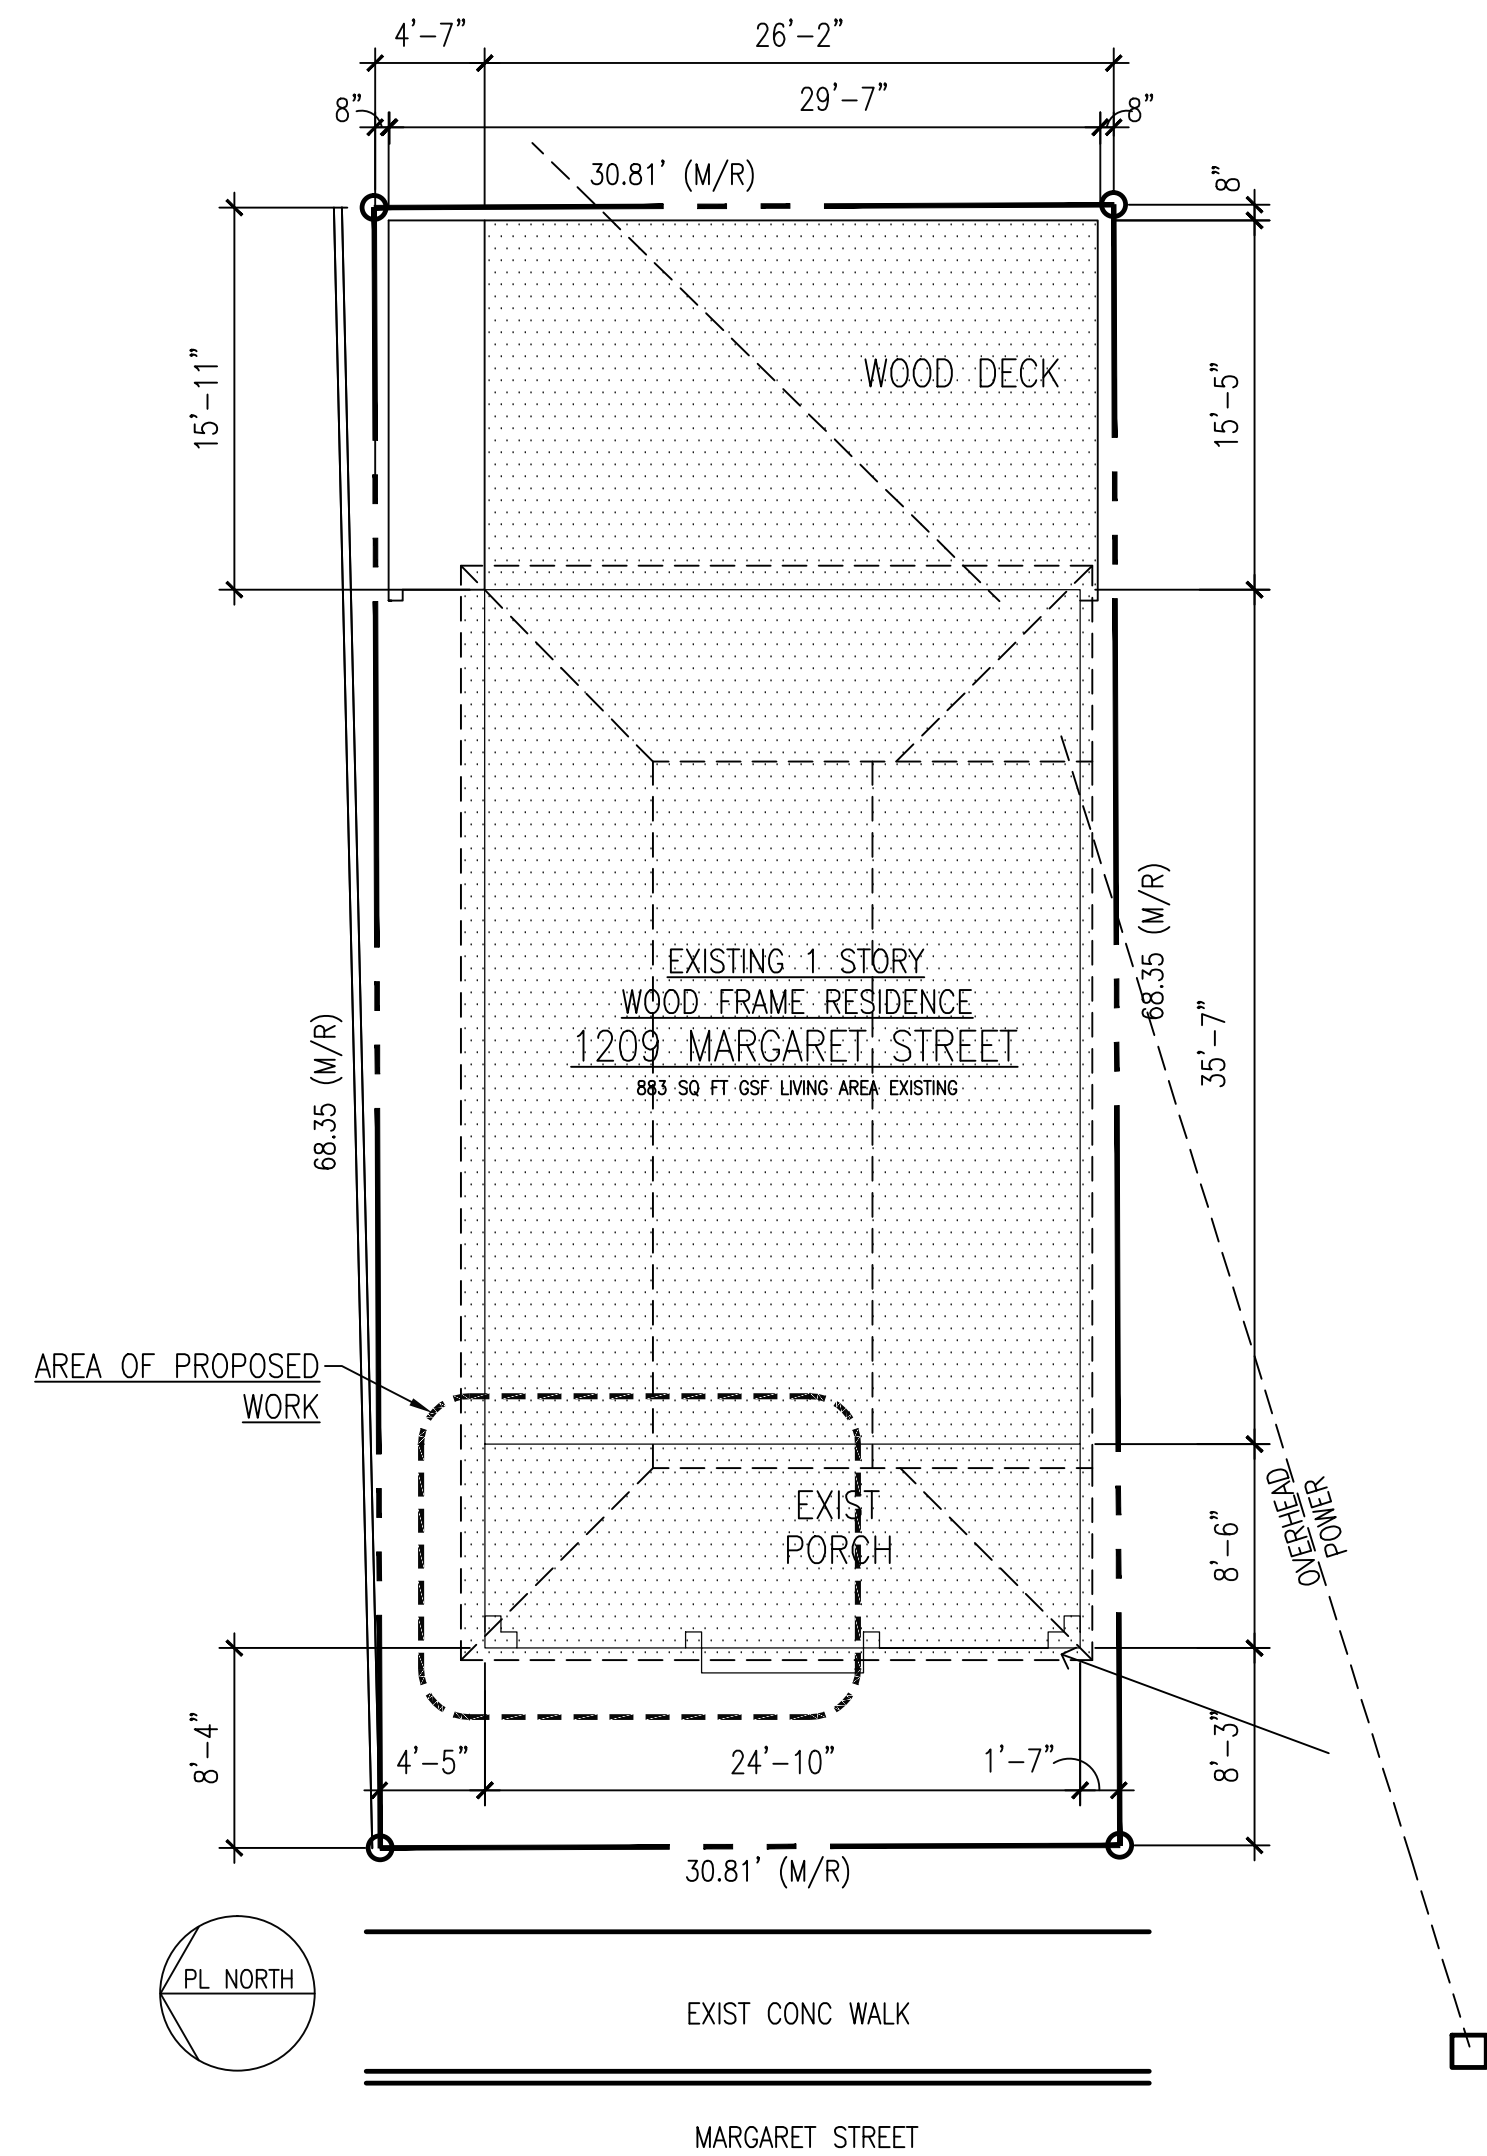 4'-7"
26'-2"
8"
29'-7"
8"
30.81' (M/R)
8"
15'-11"
WOOD DECK
15'-5"
68.35 (M/R)
EXISTING 1 STORY
WOOD FRAME RESIDENCE
1209 MARGARET STREET
883 SQ FT GSF LIVING AREA EXISTING
68.35 (M/R)
35'-7"
AREA OF PROPOSED
WORK
EXIST
PORCH
OVERHEAD
POWER
8'-6"
8'-4"
4'-5"
24'-10"
1'-7"
8'-3"
30.81' (M/R)
PL NORTH
EXIST CONC WALK
MARGARET STREET